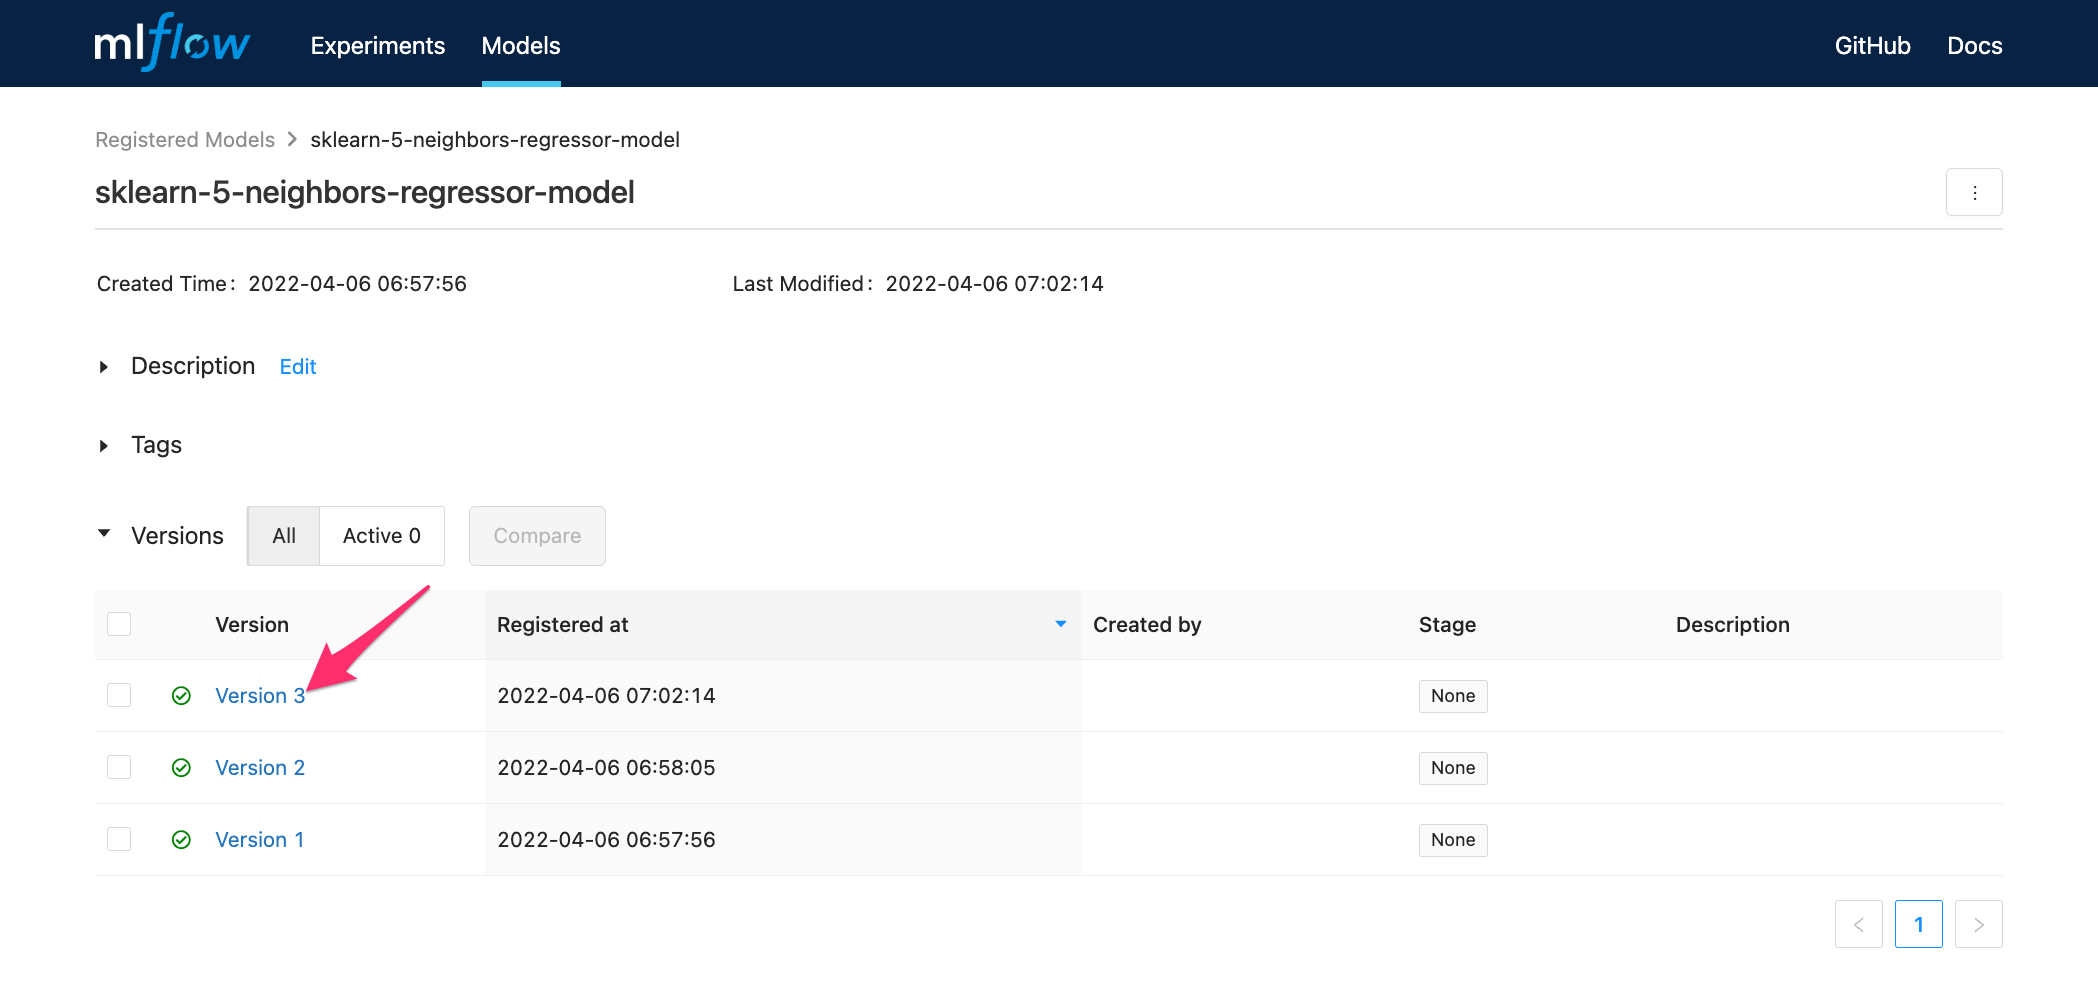 mlflow Experiments Models GitHub Docs
Registered Models > sklearn-5-neighbors-regressor-model
sklearn-5-neighbors-regressor-model
Created Time: 2022-04-06 06:57:56 Last Modified: 2022-04-06 07:02:14
Description Edit
Tags
Versions All Active 0 Compare
Version Registered at Created by Stage Description
Version 3 2022-04-06 07:02:14 None
Version 2 2022-04-06 06:58:05 None
Version 1 2022-04-06 06:57:56 None
< 1 >